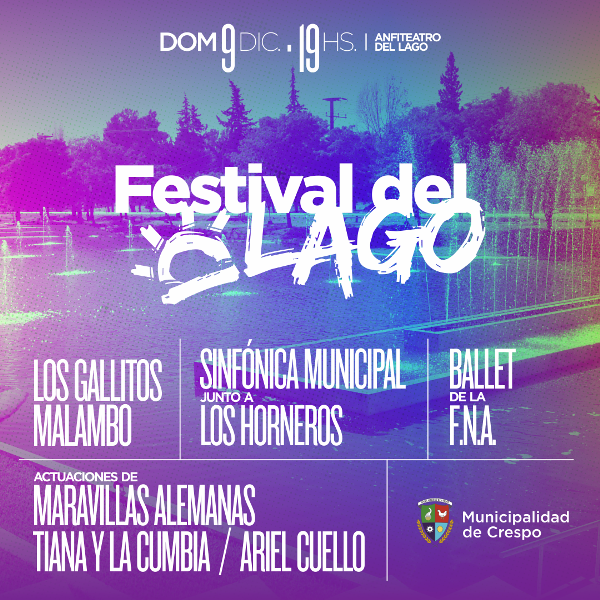 DOM 9 DIC. . 19 HS. | ANFITEATRO
DEL LAGO
Festival del
LAGO
LOS GALLITOS
MALAMBO
SINFÓNICA MUNICIPAL
JUNTO A
LOS HORNEROS
BALLET
DE LA
F.N.A.
ACTUACIONES DE
MARAVILLAS ALEMANAS
TIANA Y LA CUMBIA / ARIEL CUELLO
Municipalidad
de Crespo